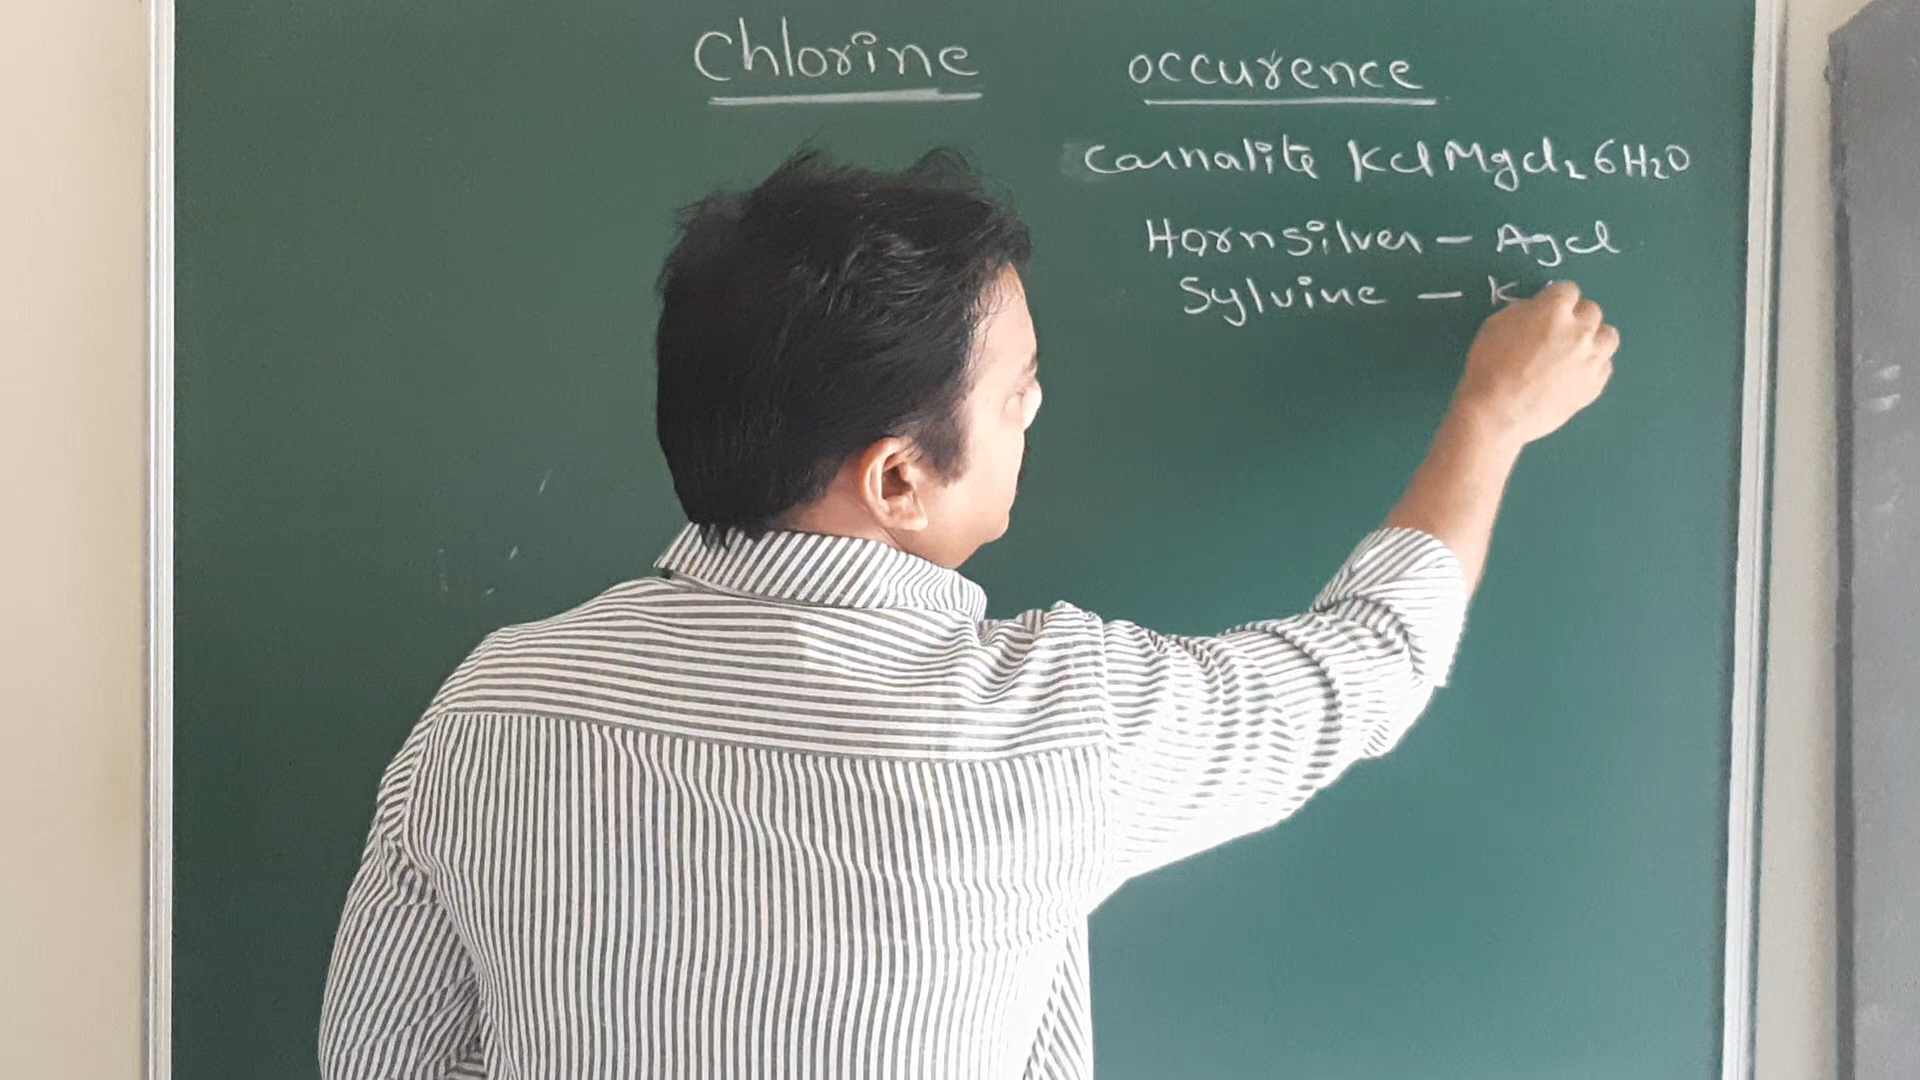 Chlorine
occurence
Carnalite KCl MgCl₂ 6H₂O
Hornsilver - AgCl
Sylvine - K